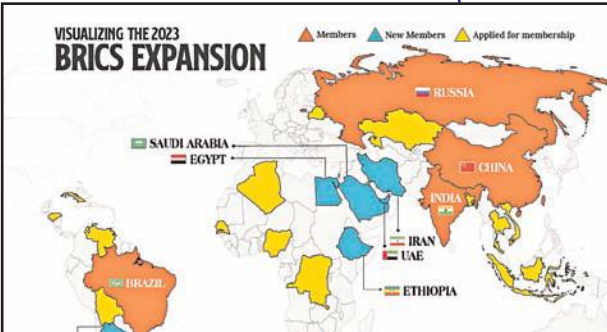 VISUALIZING THE 2023
BRICS EXPANSION
Members
New Members
Applied for membership
RUSSIA
SAUDI ARABIA
EGYPT
CHINA
INDIA
IRAN
UAE
BRAZIL
ETHIOPIA